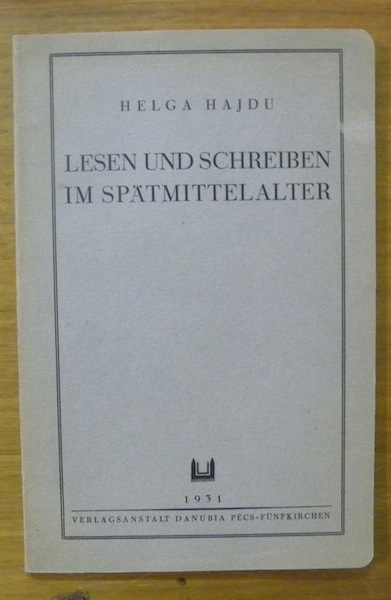 HELGA HAJDU
LESEN UND SCHREIBEN
IM SPÄTMITTELALTER
1931
VERLAGSANSTALT DANUBIA PÉCS-FÜNFKIRCHEN